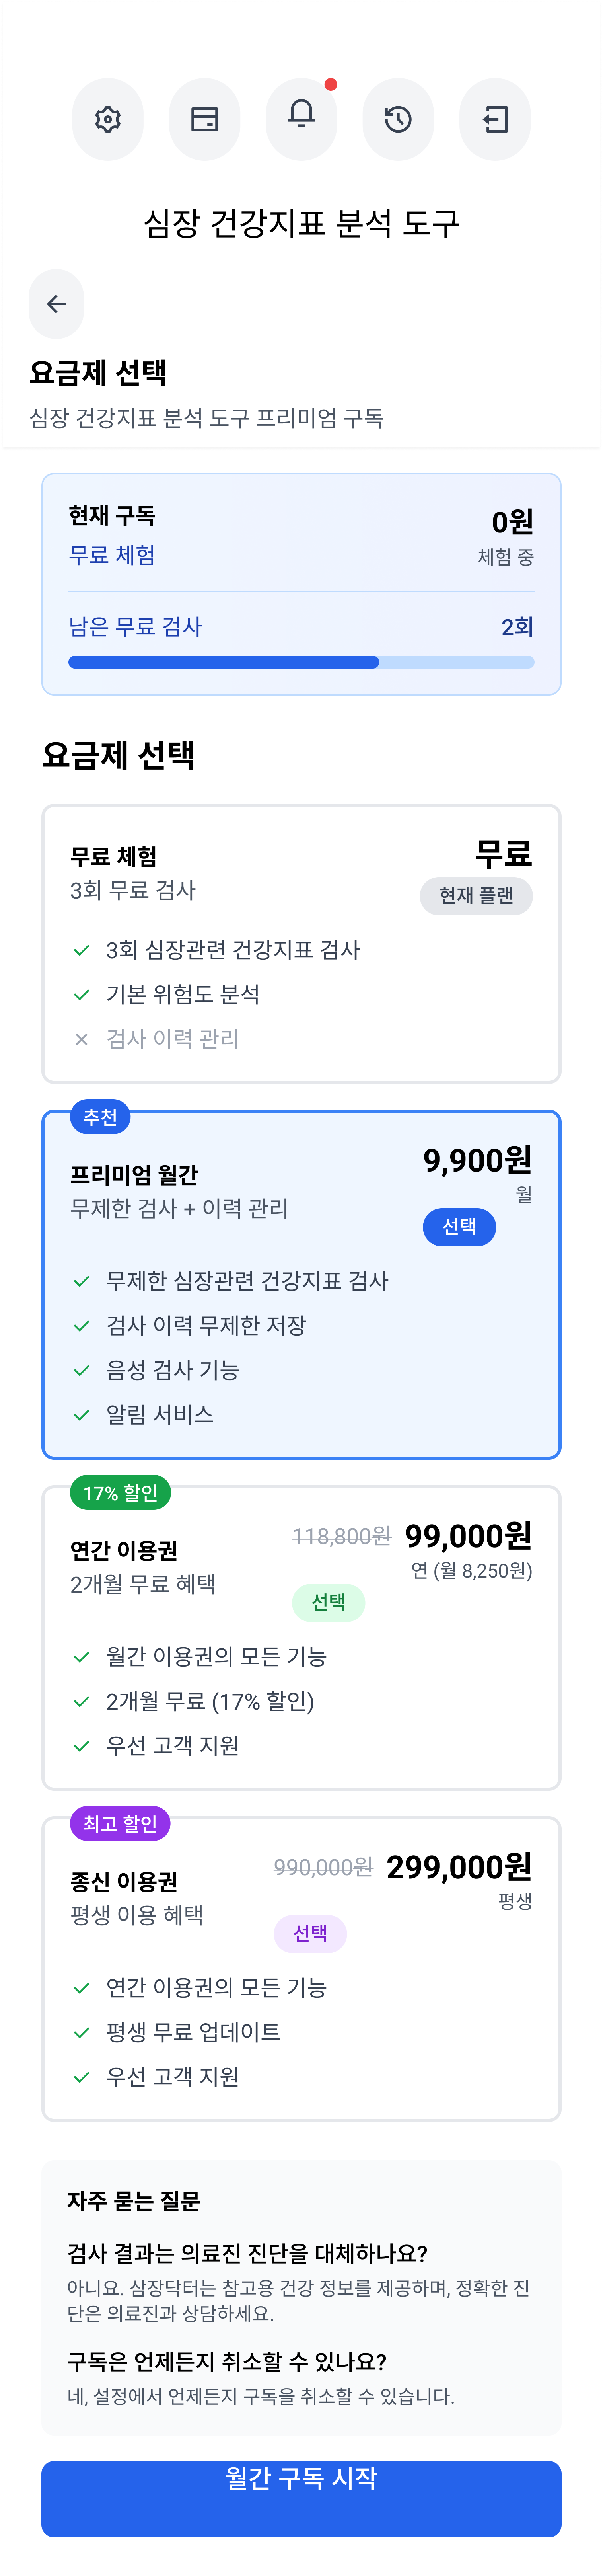 심장 건강지표 분석 도구
요금제 선택
심장 건강지표 분석 도구 프리미엄 구독
현재 구독
0원
무료 체험
체험 중
남은 무료 검사
2회
요금제 선택
무료 체험
무료
3회 무료 검사
현재 플랜
3회 심장관련 건강지표 검사
기본 위험도 분석
검사 이력 관리
추천
프리미엄 월간
9,900원
무제한 검사 + 이력 관리
월
선택
무제한 심장관련 건강지표 검사
검사 이력 무제한 저장
음성 검사 기능
알림 서비스
17% 할인
연간 이용권
118,800원 99,000원
2개월 무료 혜택
연 (월 8,250원)
선택
월간 이용권의 모든 기능
2개월 무료 (17% 할인)
우선 고객 지원
최고 할인
종신 이용권
990,000원 299,000원
평생 이용 혜택
평생
선택
연간 이용권의 모든 기능
평생 무료 업데이트
우선 고객 지원
자주 묻는 질문
검사 결과는 의료진 진단을 대체하나요?
아니요. 삼장닥터는 참고용 건강 정보를 제공하며, 정확한 진
단은 의료진과 상담하세요.
구독은 언제든지 취소할 수 있나요?
네, 설정에서 언제든지 구독을 취소할 수 있습니다.
월간 구독 시작